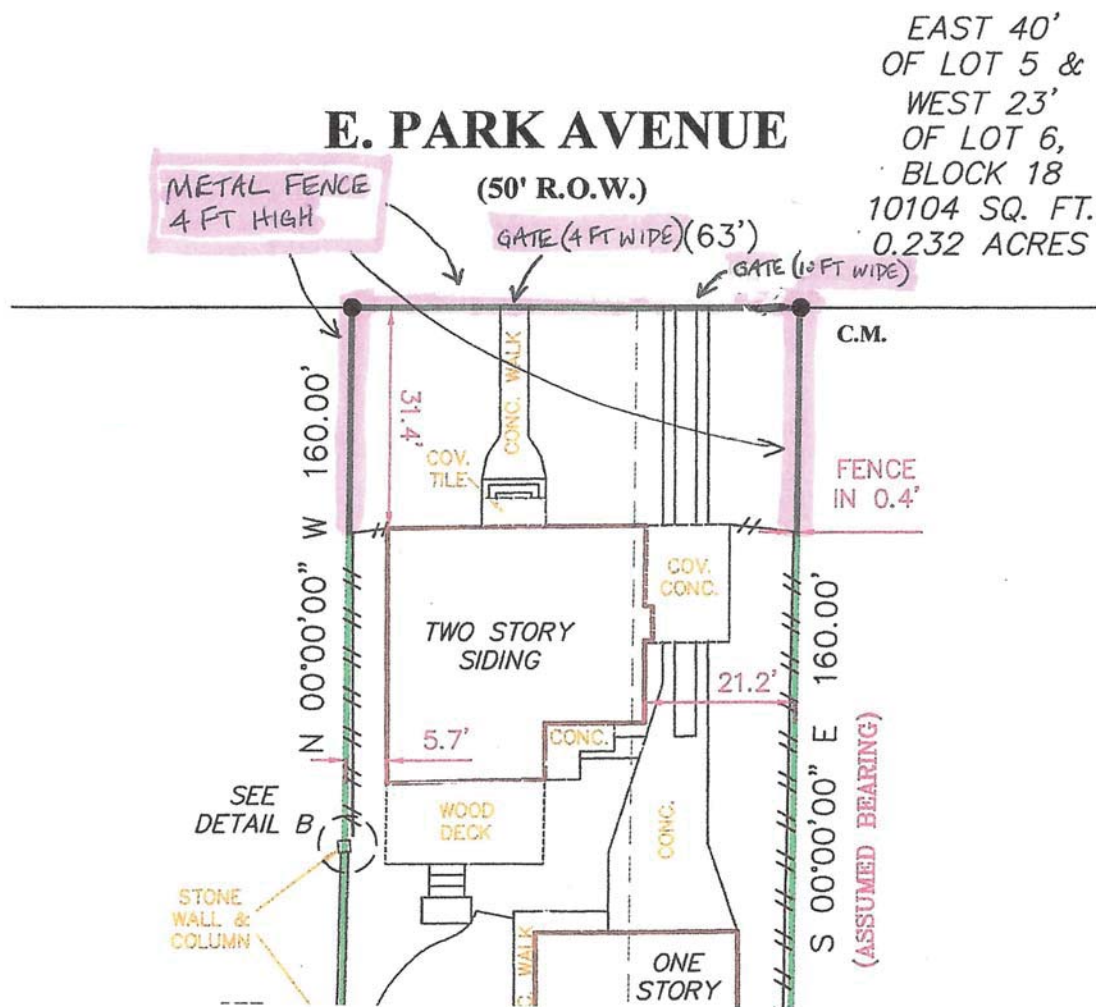 EAST 40'
OF LOT 5 &
WEST 23'
OF LOT 6,
BLOCK 18
10104 SQ. FT.
0.232 ACRES
E. PARK AVENUE
(50' R.O.W.)
METAL FENCE
4 FT HIGH
GATE (4 FT WIDE) (63')
GATE (10 FT WIDE)
C.M.
N 00°00'00" W 160.00'
31.4'
CONC. WALK
COV.
TILE
FENCE
IN 0.4'
COV.
CONC.
TWO STORY
SIDING
21.2'
S 00°00'00" E 160.00'
(ASSUMED BEARING)
5.7'
CONC.
SEE
DETAIL B
WOOD
DECK
CONC.
STONE
WALL &
COLUMN
C. WALK
ONE
STORY